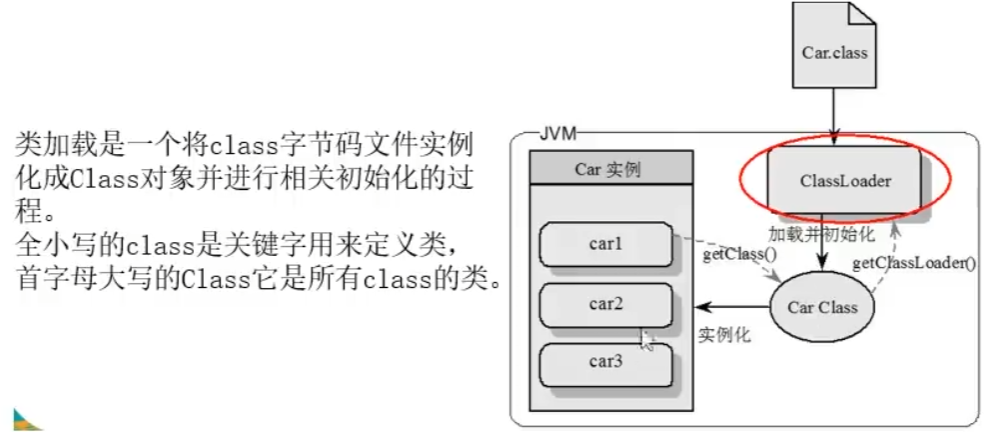 类加载是一个将class字节码文件实例
化成Class对象并进行相关初始化的过
程。
全小写的class是关键字用来定义类，
首字母大写的Class它是所有class的类。
Car.class
JVM
Car 实例
ClassLoader
car1
加载并初始化
getClass()
getClassLoader()
car2
Car Class
实例化
car3